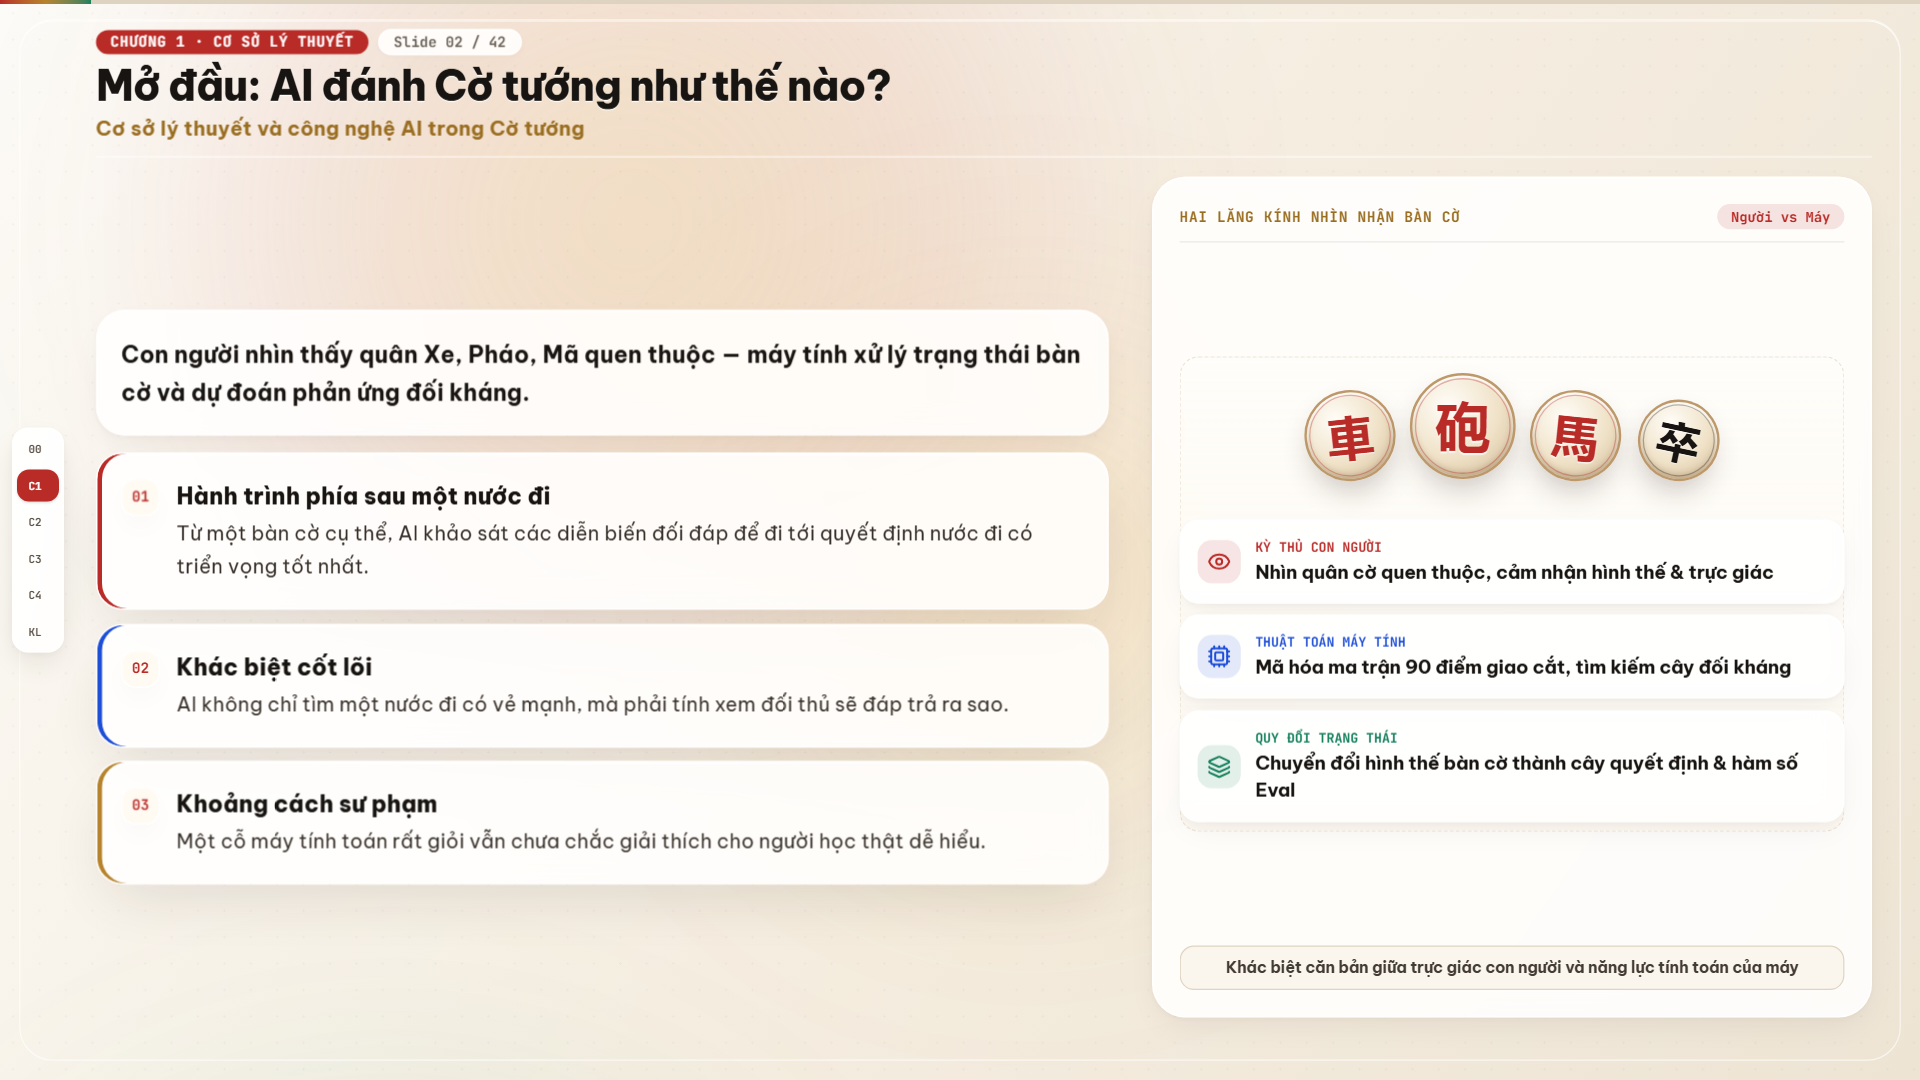 CHƯƠNG 1 · CƠ SỞ LÝ THUYẾT
Slide 02 / 42
Mở đầu: AI đánh Cờ tướng như thế nào?
Cơ sở lý thuyết và công nghệ AI trong Cờ tướng
00
C1
C2
C3
C4
KL
Con người nhìn thấy quân Xe, Pháo, Mã quen thuộc — máy tính xử lý trạng thái bàn
cờ và dự đoán phản ứng đối kháng.
01
Hành trình phía sau một nước đi
Từ một bàn cờ cụ thể, AI khảo sát các diễn biến đối đáp để đi tới quyết định nước đi có
triển vọng tốt nhất.
02
Khác biệt cốt lõi
AI không chỉ tìm một nước đi có vẻ mạnh, mà phải tính xem đối thủ sẽ đáp trả ra sao.
03
Khoảng cách sư phạm
Một cỗ máy tính toán rất giỏi vẫn chưa chắc giải thích cho người học thật dễ hiểu.
HAI LĂNG KÍNH NHÌN NHẬN BÀN CỜ
Người vs Máy
車 砲 馬 卒
KỲ THỦ CON NGƯỜI
Nhìn quân cờ quen thuộc, cảm nhận hình thế & trực giác
THUẬT TOÁN MÁY TÍNH
Mã hóa ma trận 90 điểm giao cắt, tìm kiếm cây đối kháng
QUY ĐỔI TRẠNG THÁI
Chuyển đổi hình thế bàn cờ thành cây quyết định & hàm số
Eval
Khác biệt căn bản giữa trực giác con người và năng lực tính toán của máy